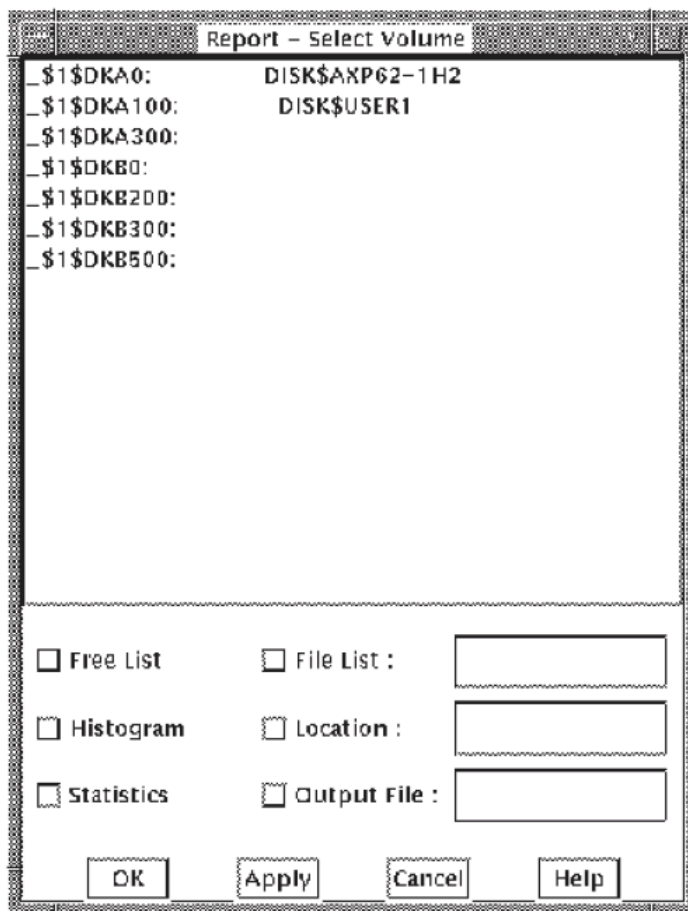 Report – Select Volume
_$1$DKA0: DISK$AXP62-1H2
_$1$DKA100: DISK$USER1
_$1$DKA300:
_$1$DKB0:
_$1$DKB200:
_$1$DKB300:
_$1$DKB500:
Free List File List :
Histogram Location :
Statistics Output File :
OK Apply Cancel Help